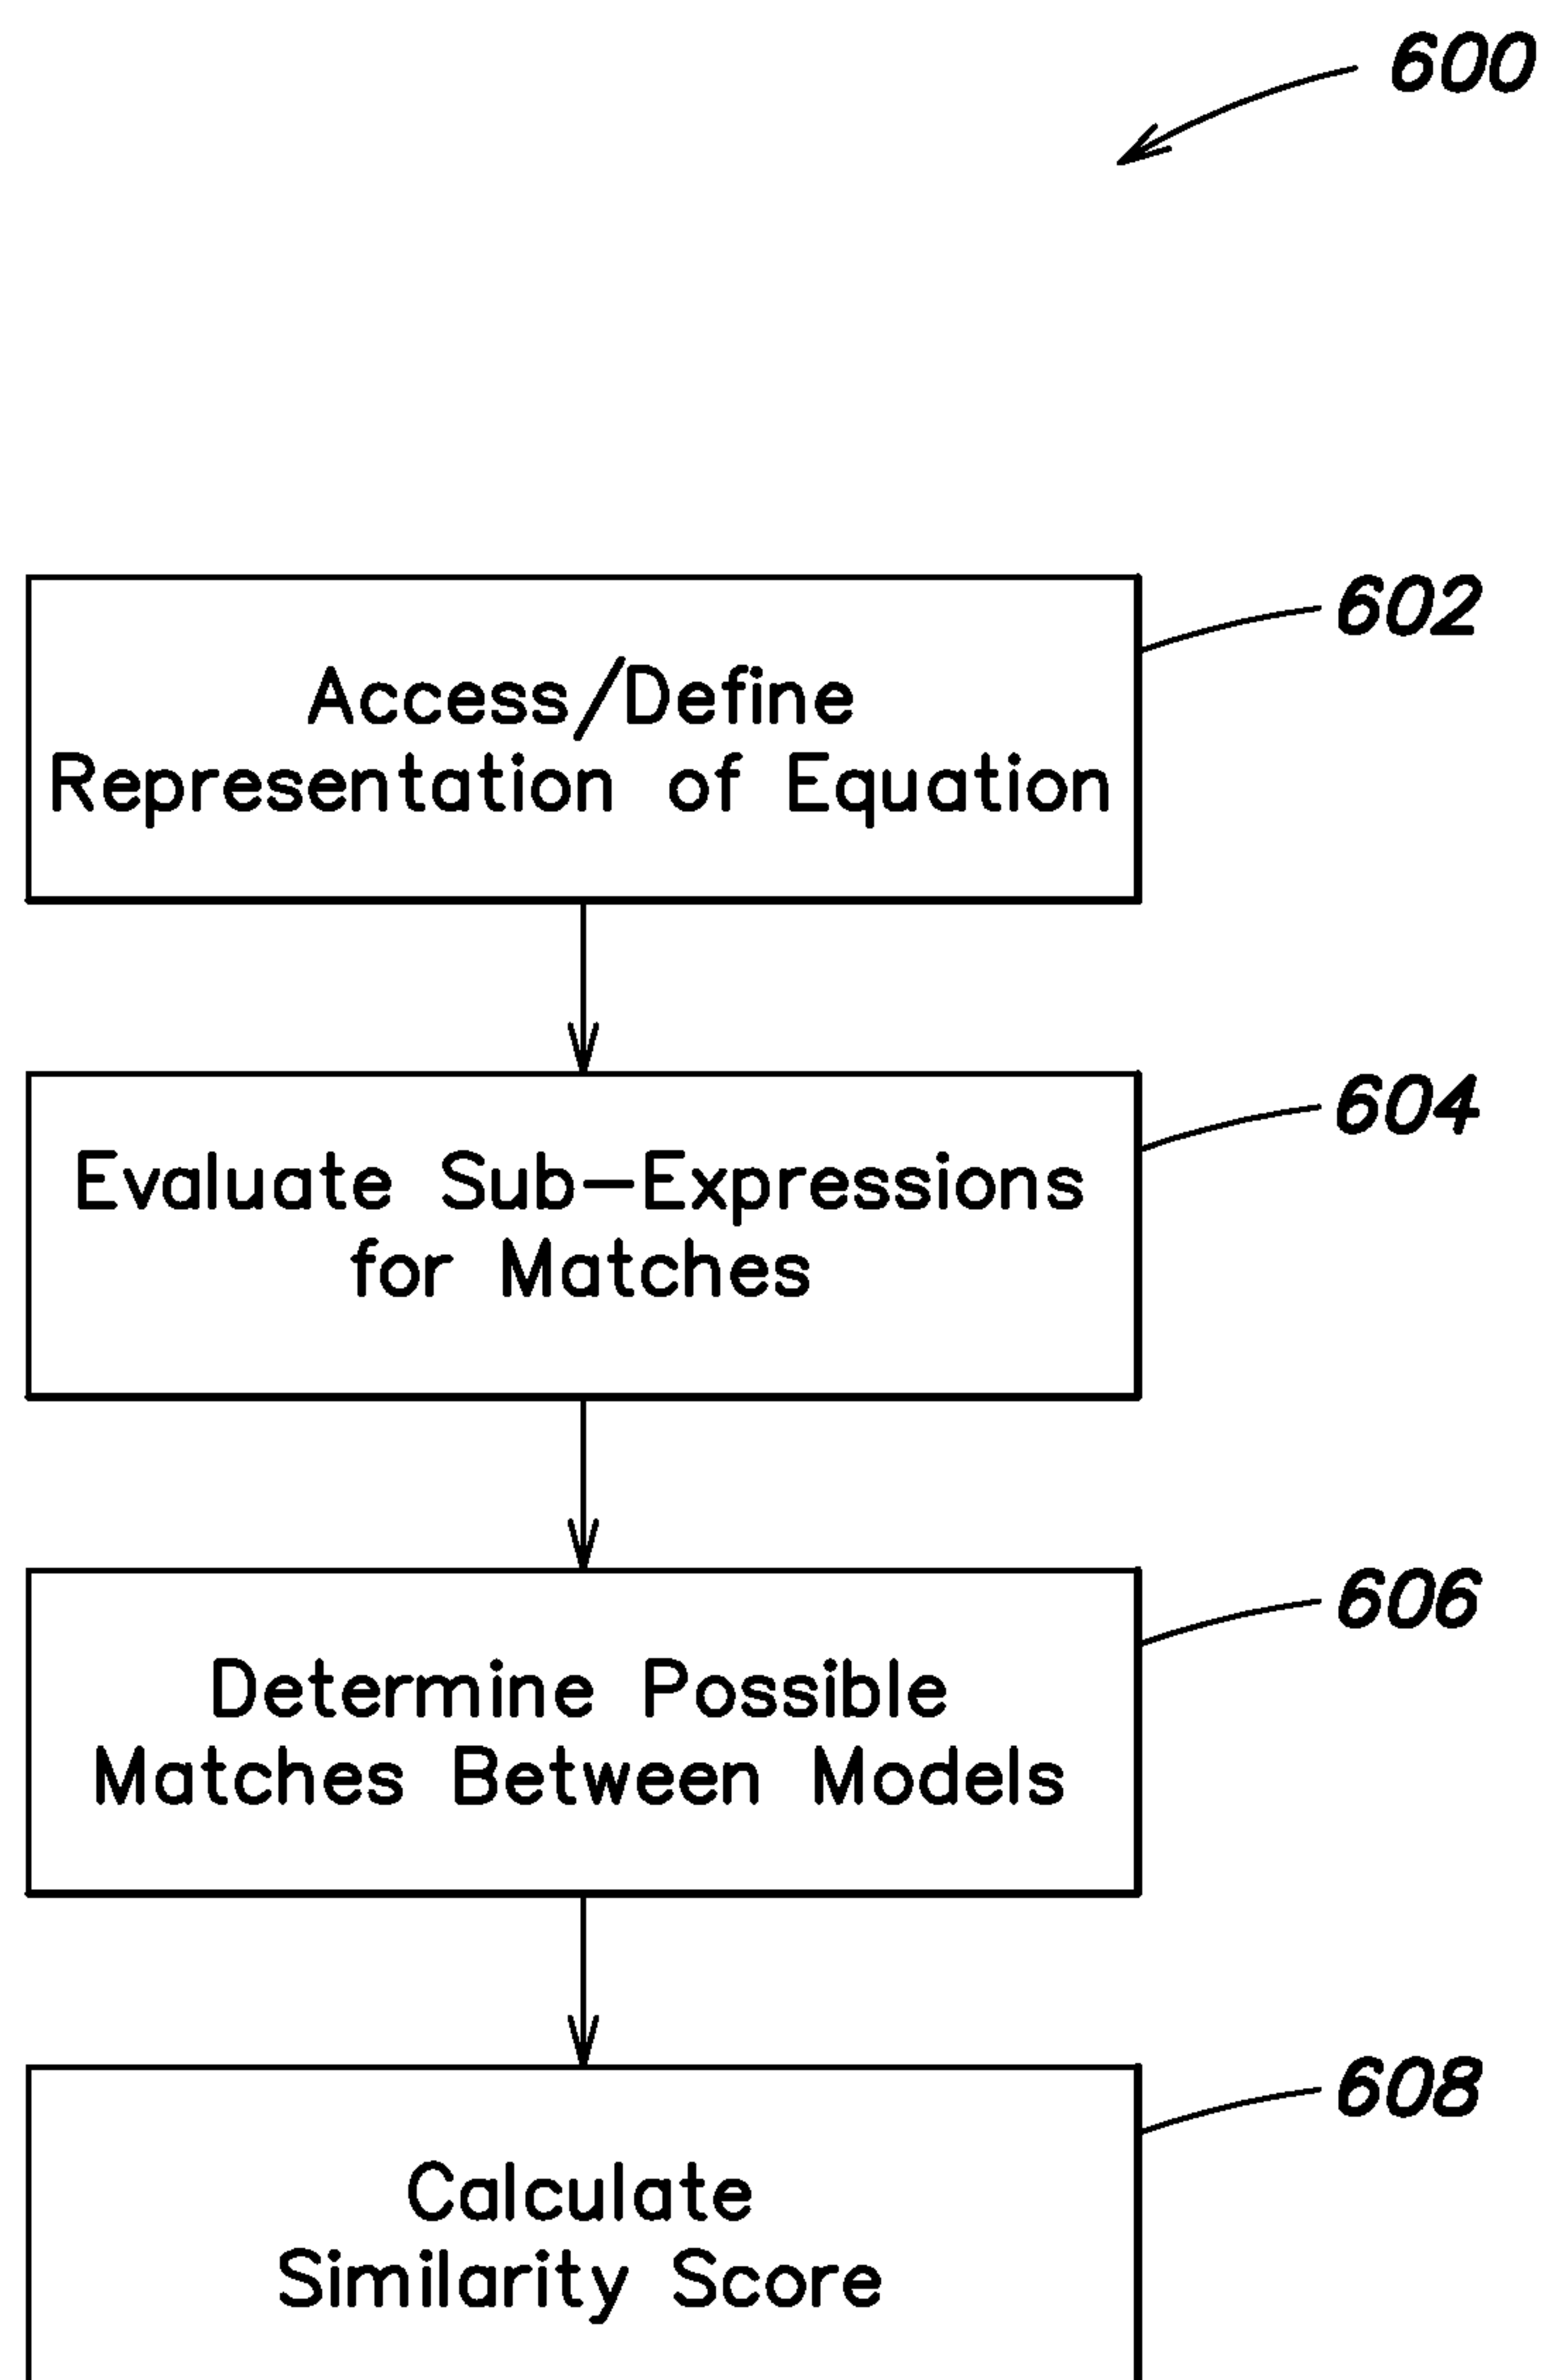 600
602
Access/Define
Representation of Equation
604
Evaluate Sub-Expressions
for Matches
606
Determine Possible
Matches Between Models
608
Calculate
Similarity Score